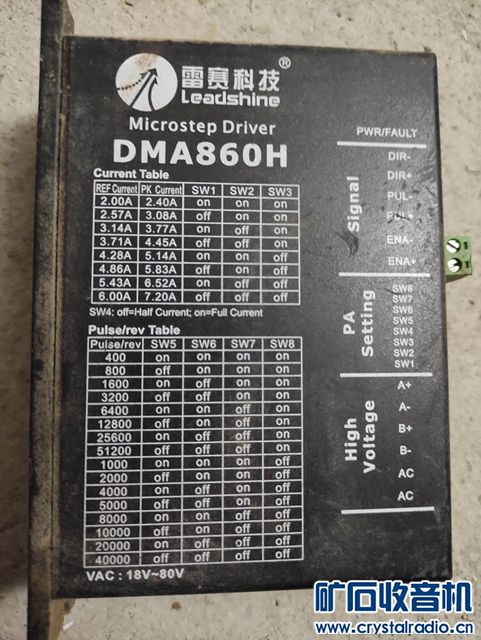 雷赛科技®
Leadshine
Microstep Driver
DMA860H
Current Table
REF Current PK Current SW1 SW2 SW3
2.00A 2.40A on on on
2.57A 3.08A off on on
3.14A 3.77A on off on
3.71A 4.45A off off on
4.28A 5.14A on on off
4.86A 5.83A off on off
5.43A 6.52A on off off
6.00A 7.20A off off off
SW4: off=Half Current; on=Full Current
Pulse/rev Table
Pulse/rev SW5 SW6 SW7 SW8
400 on on on on
800 off on on on
1600 on off on on
3200 off off on on
6400 on on off on
12800 off on off on
25600 on off off on
51200 off off off on
1000 on on on off
2000 off on on off
4000 on off on off
5000 off off on off
8000 on on off off
10000 off on off off
20000 on off off off
40000 off off off off
VAC : 18V~80V
PWR/FAULT
Signal
DIR-
DIR+
PUL-
PUL+
ENA-
ENA+
PA
Setting
SW8
SW7
SW6
SW5
SW4
SW3
SW2
SW1
High
Voltage
A+
A-
B+
B-
AC
AC
矿石收音机
www.crystalradio.cn